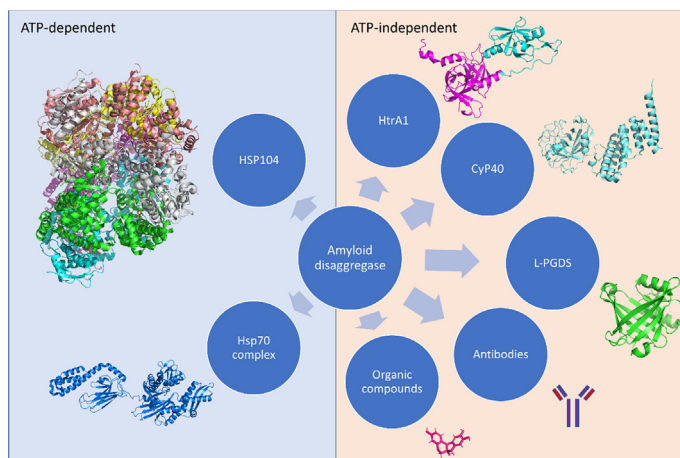 ATP-dependent
ATP-independent
HtrA1
HSP104
CyP40
Amyloid
disaggregase
L-PGDS
Hsp70
complex
Antibodies
Organic
compounds